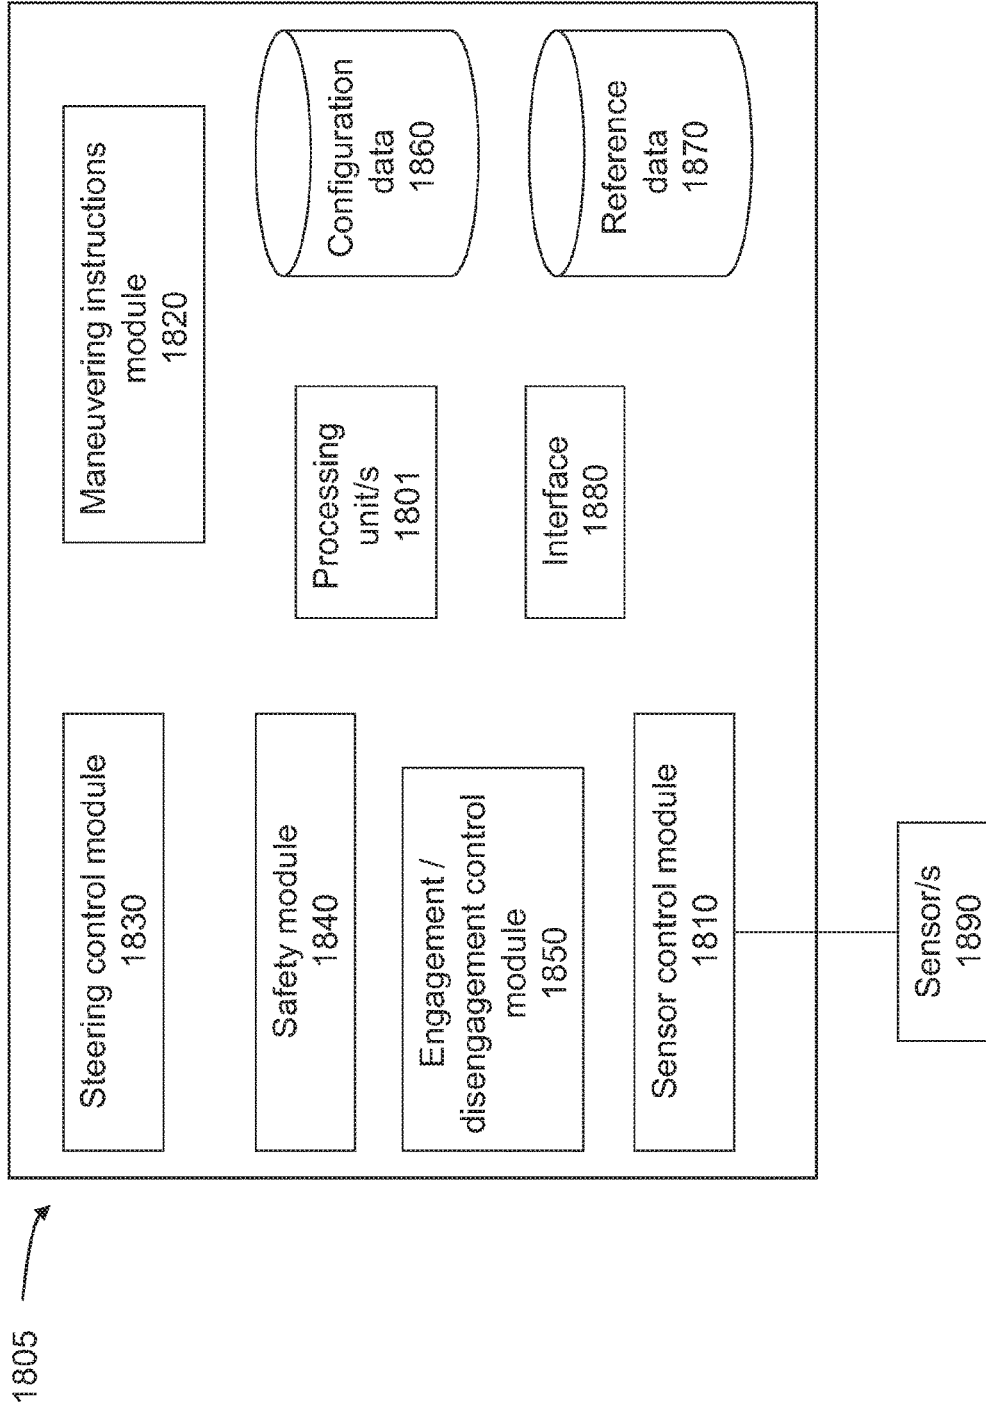 1805
Steering control module
1830
Maneuvering instructions
module
1820
Safety module
1840
Processing
unit/s
1801
Configuration
data
1860
Engagement /
disengagement control
module
1850
Interface
1880
Reference
data
1870
Sensor control module
1810
Sensor/s
1890